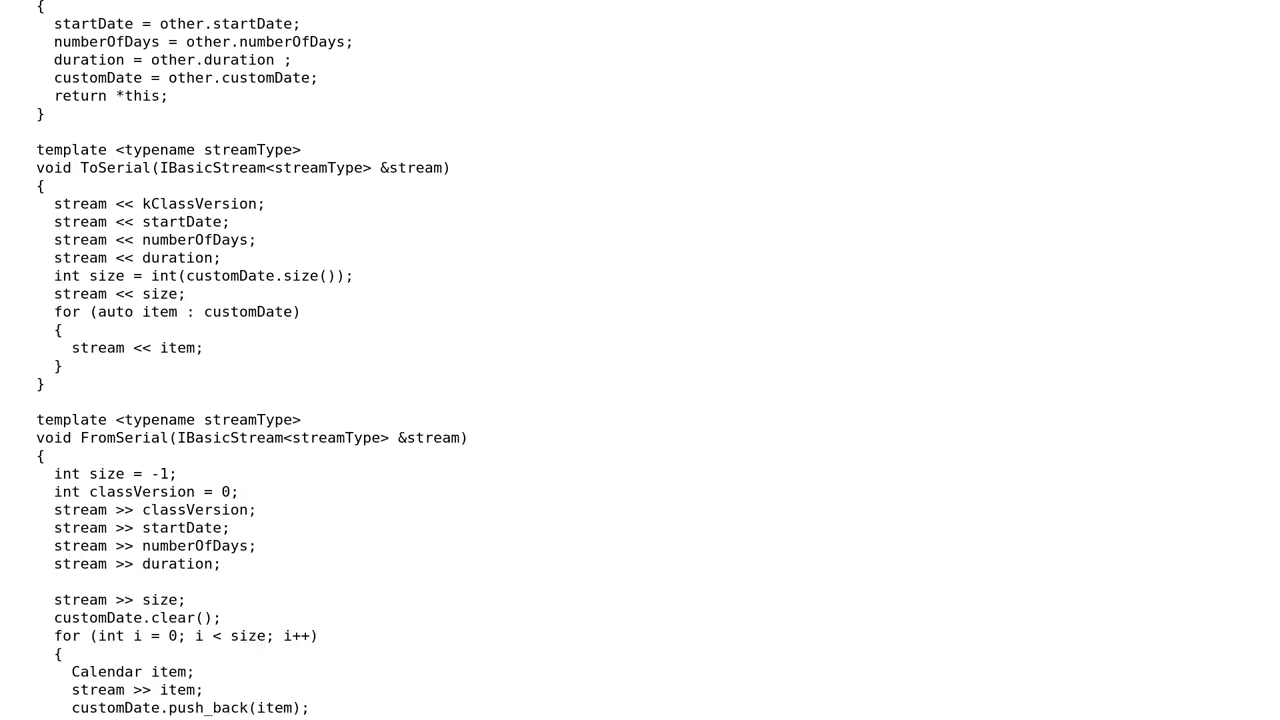 {
startDate = other.startDate;
numberOfDays = other.numberOfDays;
duration = other.duration ;
customDate = other.customDate;
return *this;
}
template <typename streamType>
void ToSerial(IBasicStream<streamType> &stream)
{
stream << kClassVersion;
stream << startDate;
stream << numberOfDays;
stream << duration;
int size = int(customDate.size());
stream << size;
for (auto item : customDate)
{
stream << item;
}
}
template <typename streamType>
void FromSerial(IBasicStream<streamType> &stream)
{
int size = -1;
int classVersion = 0;
stream >> classVersion;
stream >> startDate;
stream >> numberOfDays;
stream >> duration;
stream >> size;
customDate.clear();
for (int i = 0; i < size; i++)
{
Calendar item;
stream >> item;
customDate.push_back(item);